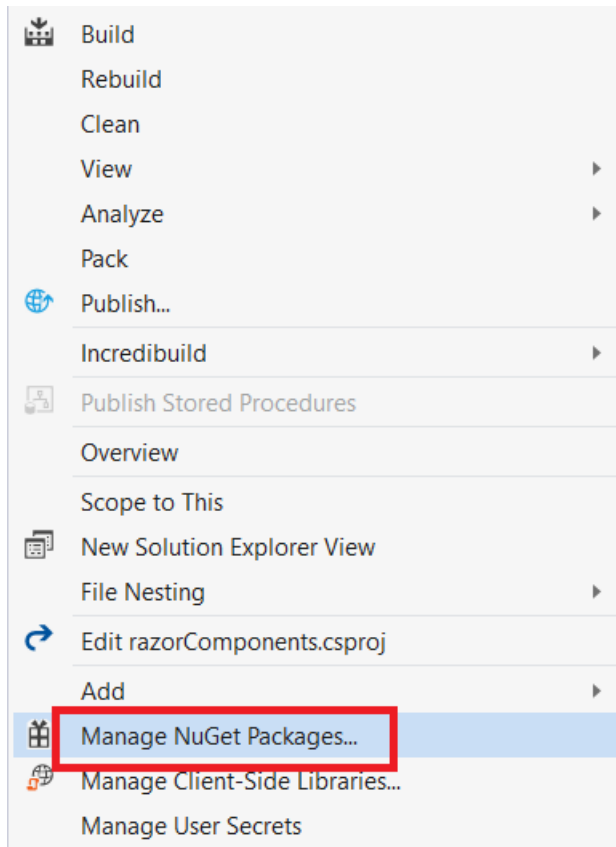 Build
Rebuild
Clean
View
Analyze
Pack
Publish...
Incredibuild
Publish Stored Procedures
Overview
Scope to This
New Solution Explorer View
File Nesting
Edit razorComponents.csproj
Add
Manage NuGet Packages...
Manage Client-Side Libraries...
Manage User Secrets